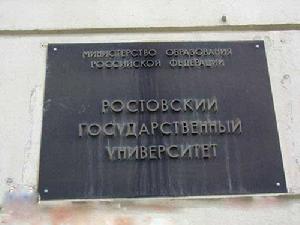 МИНИСТЕРСТВО ОБРАЗОВАНИЯ
РОССИЙСКОЙ ФЕДЕРАЦИИ
РОСТОВСКИЙ
ГОСУДАРСТВЕННЫЙ
УНИВЕРСИТЕТ